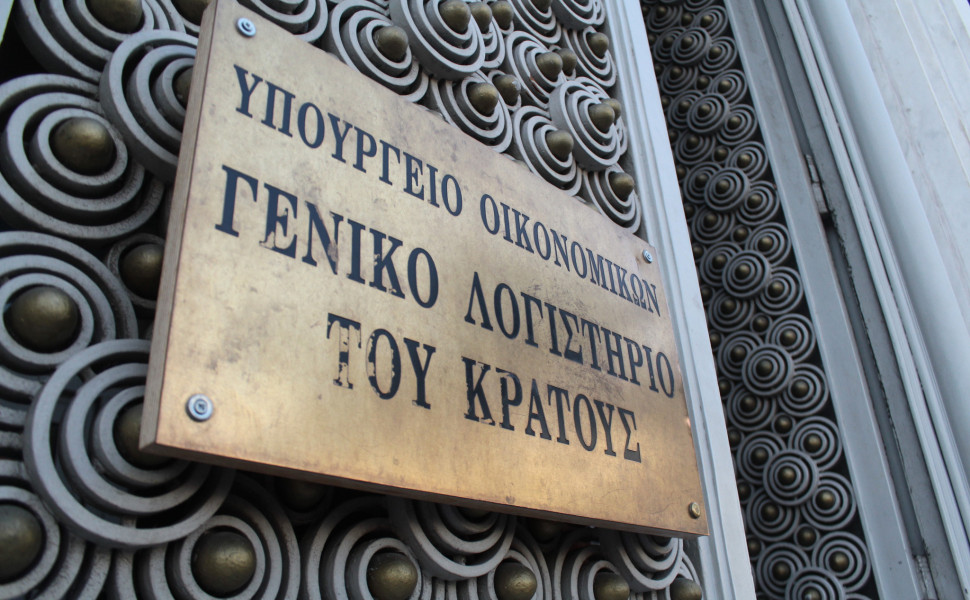 ΥΠΟΥΡΓΕΙΟ ΟΙΚΟΝΟΜΙΚΩΝ
ΓΕΝΙΚΟ ΛΟΓΙΣΤΗΡΙΟ
ΤΟΥ ΚΡΑΤΟΥΣ